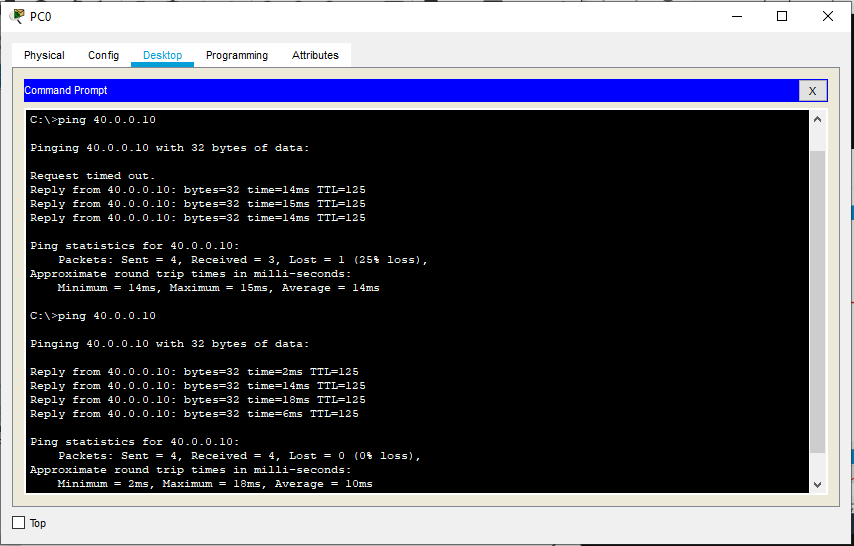 PC0
Physical Config Desktop Programming Attributes
Command Prompt X
C:\>ping 40.0.0.10
Pinging 40.0.0.10 with 32 bytes of data:
Request timed out.
Reply from 40.0.0.10: bytes=32 time=14ms TTL=125
Reply from 40.0.0.10: bytes=32 time=15ms TTL=125
Reply from 40.0.0.10: bytes=32 time=14ms TTL=125
Ping statistics for 40.0.0.10:
Packets: Sent = 4, Received = 3, Lost = 1 (25% loss),
Approximate round trip times in milli-seconds:
Minimum = 14ms, Maximum = 15ms, Average = 14ms
C:\>ping 40.0.0.10
Pinging 40.0.0.10 with 32 bytes of data:
Reply from 40.0.0.10: bytes=32 time=2ms TTL=125
Reply from 40.0.0.10: bytes=32 time=14ms TTL=125
Reply from 40.0.0.10: bytes=32 time=18ms TTL=125
Reply from 40.0.0.10: bytes=32 time=6ms TTL=125
Ping statistics for 40.0.0.10:
Packets: Sent = 4, Received = 4, Lost = 0 (0% loss),
Approximate round trip times in milli-seconds:
Minimum = 2ms, Maximum = 18ms, Average = 10ms
Top